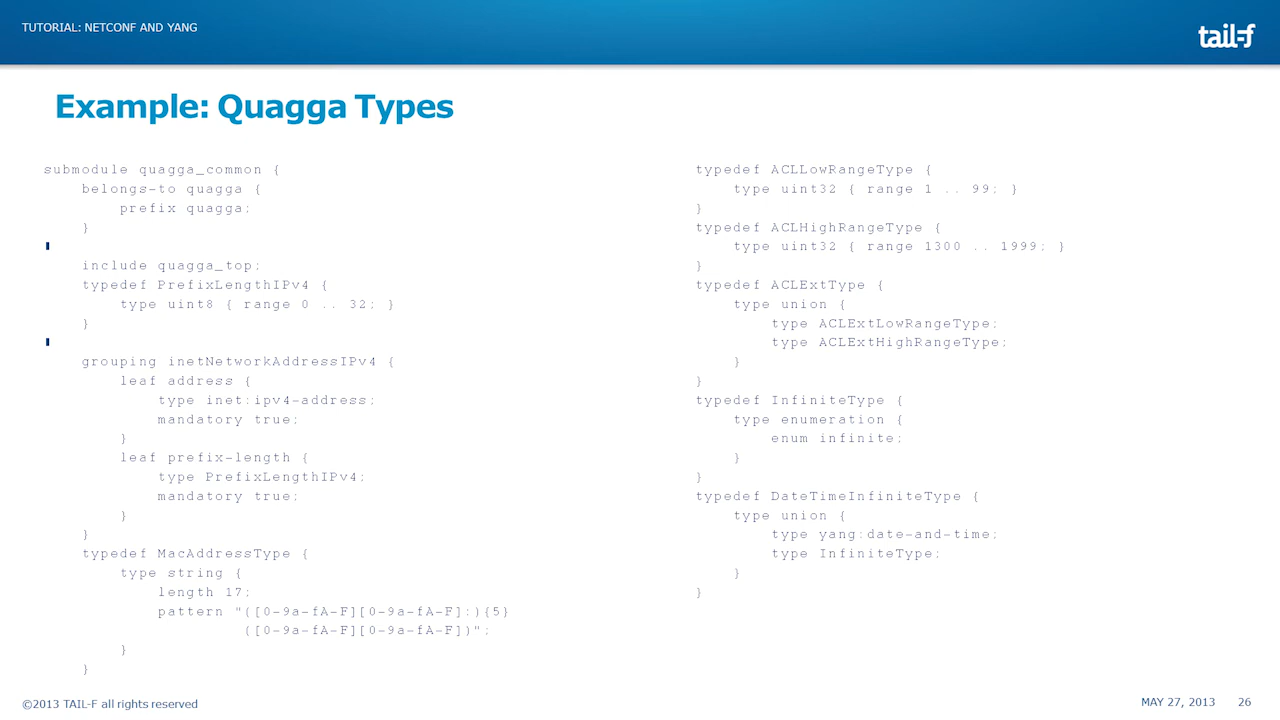 TUTORIAL: NETCONF AND YANG
tail-f
Example: Quagga Types
submodule quagga_common {
    belongs-to quagga {
        prefix quagga;
    }

    include quagga_top;
    typedef PrefixLengthIPv4 {
        type uint8 { range 0 .. 32; }
    }

    grouping inetNetworkAddressIPv4 {
        leaf address {
            type inet:ipv4-address;
            mandatory true;
        }
        leaf prefix-length {
            type PrefixLengthIPv4;
            mandatory true;
        }
    }
    typedef MacAddressType {
        type string {
            length 17;
            pattern "([0-9a-fA-F][0-9a-fA-F]:){5}
                     ([0-9a-fA-F][0-9a-fA-F])";
        }
    }
typedef ACLLowRangeType {
    type uint32 { range 1 .. 99; }
}
typedef ACLHighRangeType {
    type uint32 { range 1300 .. 1999; }
}
typedef ACLExtType {
    type union {
        type ACLExtLowRangeType;
        type ACLExtHighRangeType;
    }
}
typedef InfiniteType {
    type enumeration {
        enum infinite;
    }
}
typedef DateTimeInfiniteType {
    type union {
        type yang:date-and-time;
        type InfiniteType;
    }
}
©2013 TAIL-F all rights reserved
MAY 27, 2013 26